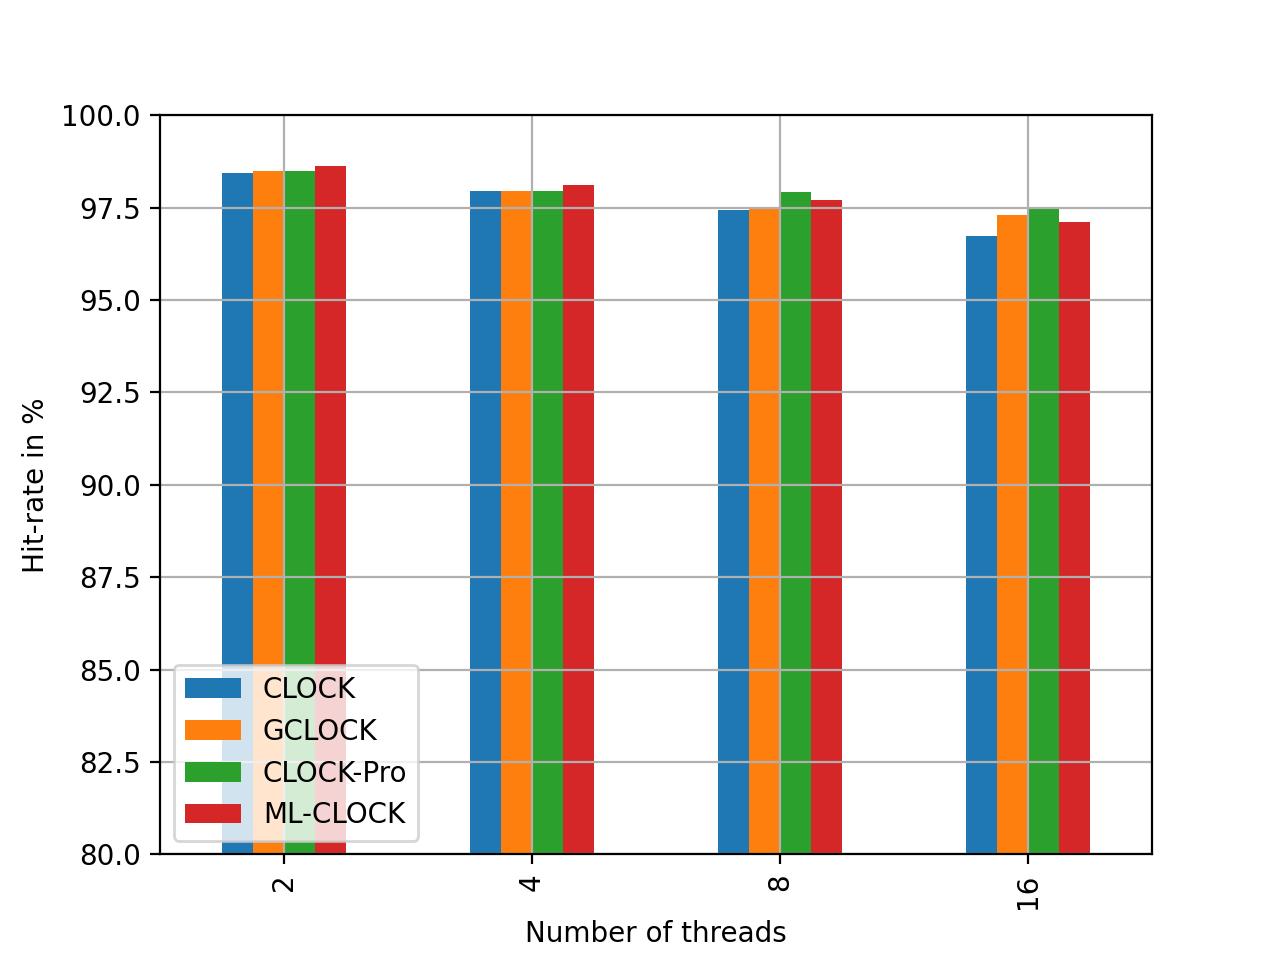 100.0
97.5
95.0
92.5
90.0
87.5
85.0
82.5
80.0
Hit-rate in %
CLOCK
GCLOCK
CLOCK-Pro
ML-CLOCK
2
4
8
16
Number of threads